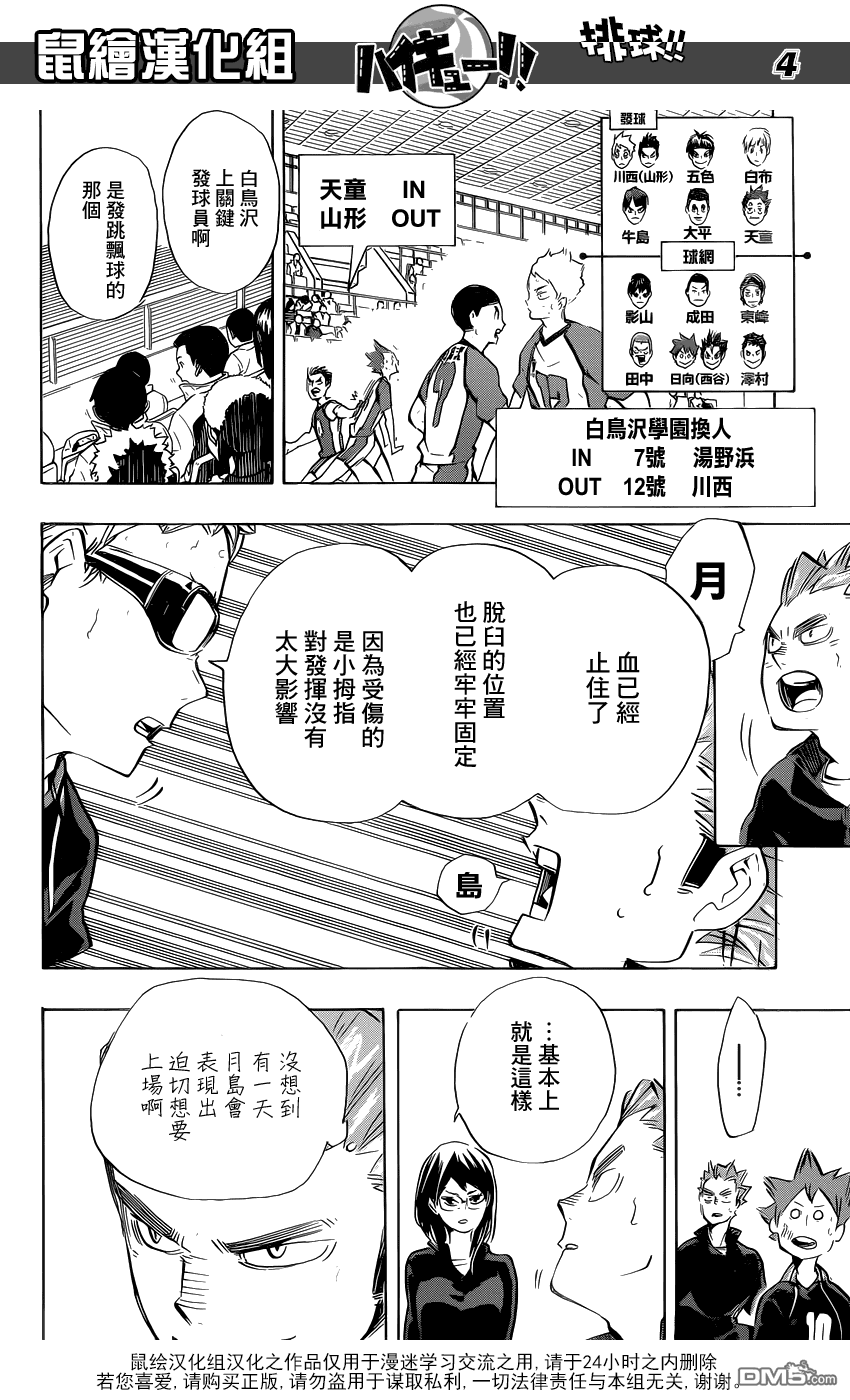 鼠繪漢化組
ハイキュー!!
排球!!
4
發球
川西(山形)
五色
白布
牛島
大平
天童
球網
影山
成田
東峰
田中
日向(西谷)
澤村
天童 IN
山形 OUT
白鳥沢學園換人
IN 7號 湯野浜
OUT 12號 川西
白鳥沢
上關鍵
發球員啊
是發跳飄球的
那個
月
血已經
止住了
脫臼的位置
也已經牢牢固定
因為受傷的
是小拇指
對發揮沒有
太大影響
島
………
…基本上
就是這樣
沒想到
有一天
月島會
表現出
迫切想要
上場啊
鼠绘汉化组汉化之作品仅用于漫迷学习交流之用,请于24小时之内删除
若您喜爱,请购买正版,请勿盗用于谋取私利,一切法律责任与本组无关,谢谢。
DM5.com